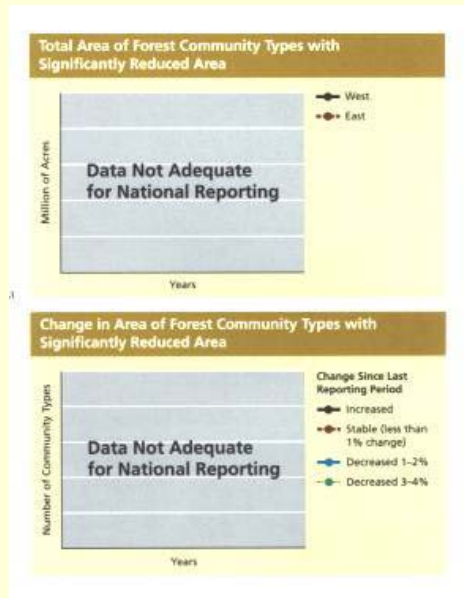 Total Area of Forest Community Types with
Significantly Reduced Area
West
East
Million of Acres
Data Not Adequate
for National Reporting
Years
Change in Area of Forest Community Types with
Significantly Reduced Area
Number of Community Types
Data Not Adequate
for National Reporting
Change Since Last
Reporting Period
Increased
Stable (less than
1% change)
Decreased 1–2%
Decreased 3–4%
Years